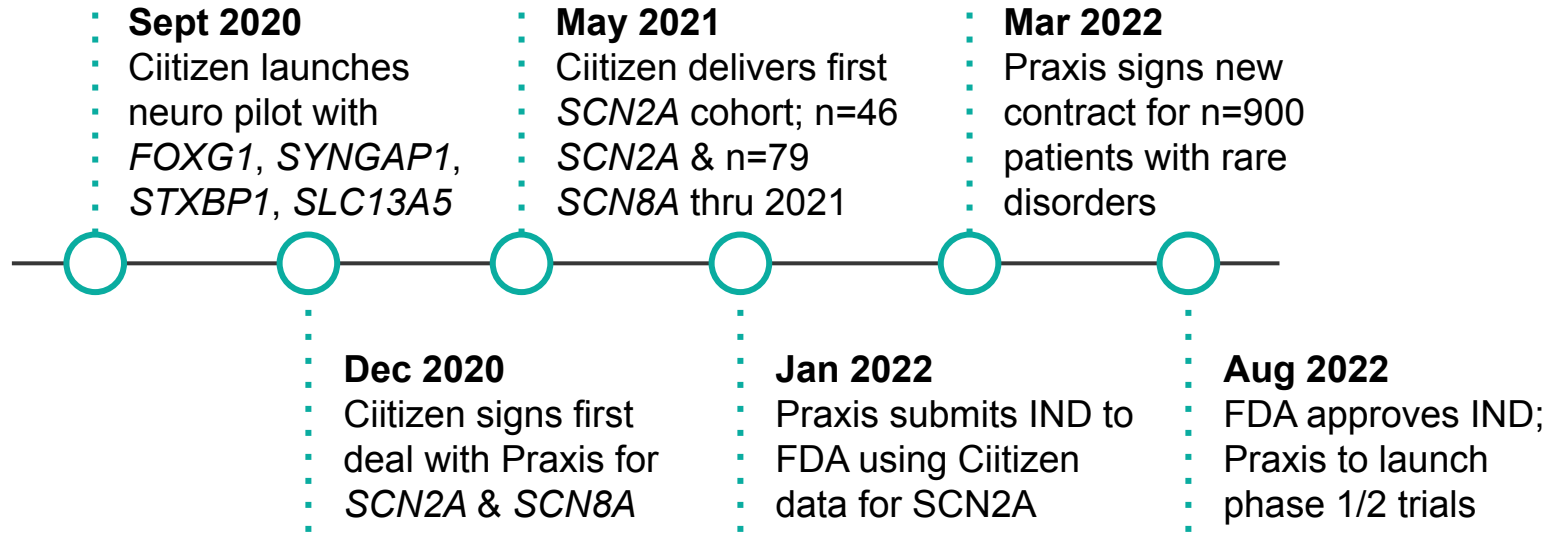 Sept 2020
Ciitizen launches
neuro pilot with
FOXG1, SYNGAP1,
STXBP1, SLC13A5
May 2021
Ciitizen delivers first
SCN2A cohort; n=46
SCN2A & n=79
SCN8A thru 2021
Mar 2022
Praxis signs new
contract for n=900
patients with rare
disorders
Dec 2020
Ciitizen signs first
deal with Praxis for
SCN2A & SCN8A
Jan 2022
Praxis submits IND to
FDA using Ciitizen
data for SCN2A
Aug 2022
FDA approves IND;
Praxis to launch
phase 1/2 trials